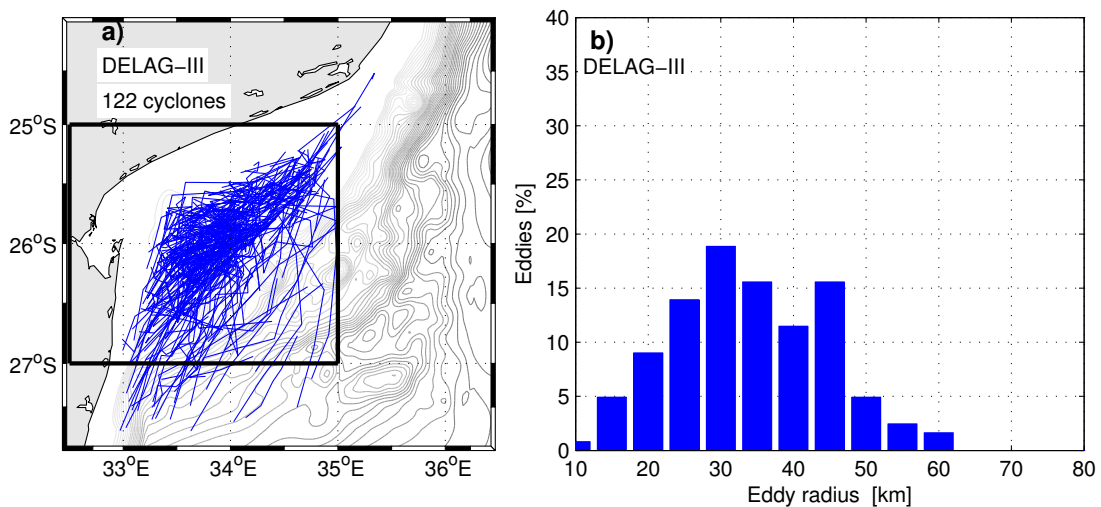 a)
DELAG−III
122 cyclones
25°S
26°S
27°S
33°E
34°E
35°E
36°E
b)
DELAG−III
40
35
30
25
20
15
10
5
0
Eddies [%]
10
20
30
40
50
60
70
80
Eddy radius [km]